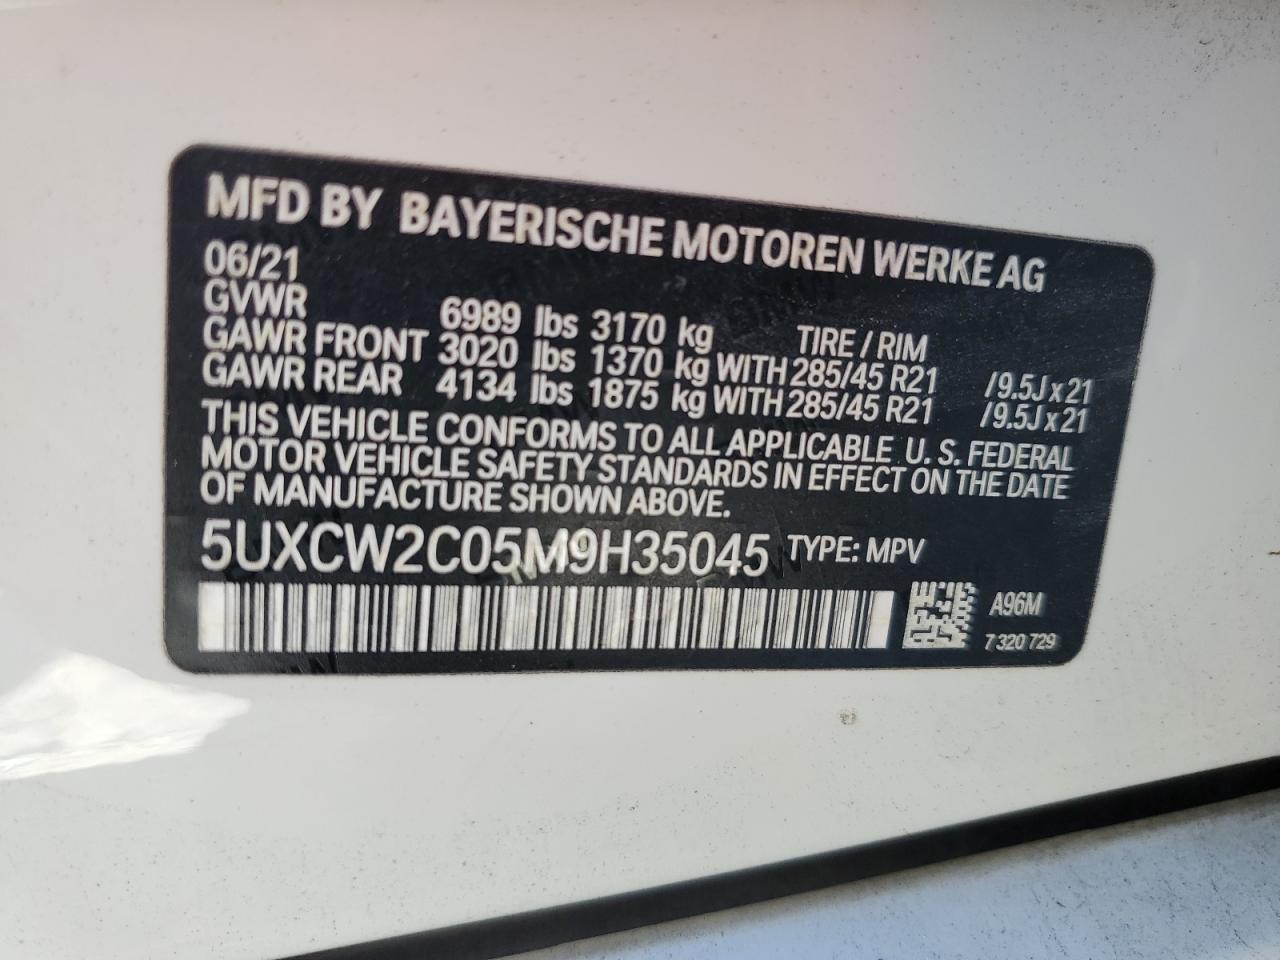 MFD BY BAYERISCHE MOTOREN WERKE AG
06/21
GVWR 6989 lbs 3170 kg TIRE / RIM
GAWR FRONT 3020 lbs 1370 kg WITH 285/45 R21 /9.5J x 21
GAWR REAR 4134 lbs 1875 kg WITH 285/45 R21 /9.5J x 21
THIS VEHICLE CONFORMS TO ALL APPLICABLE U. S. FEDERAL
MOTOR VEHICLE SAFETY STANDARDS IN EFFECT ON THE DATE
OF MANUFACTURE SHOWN ABOVE.
5UXCW2C05M9H35045 TYPE: MPV
A96M
7 320 729